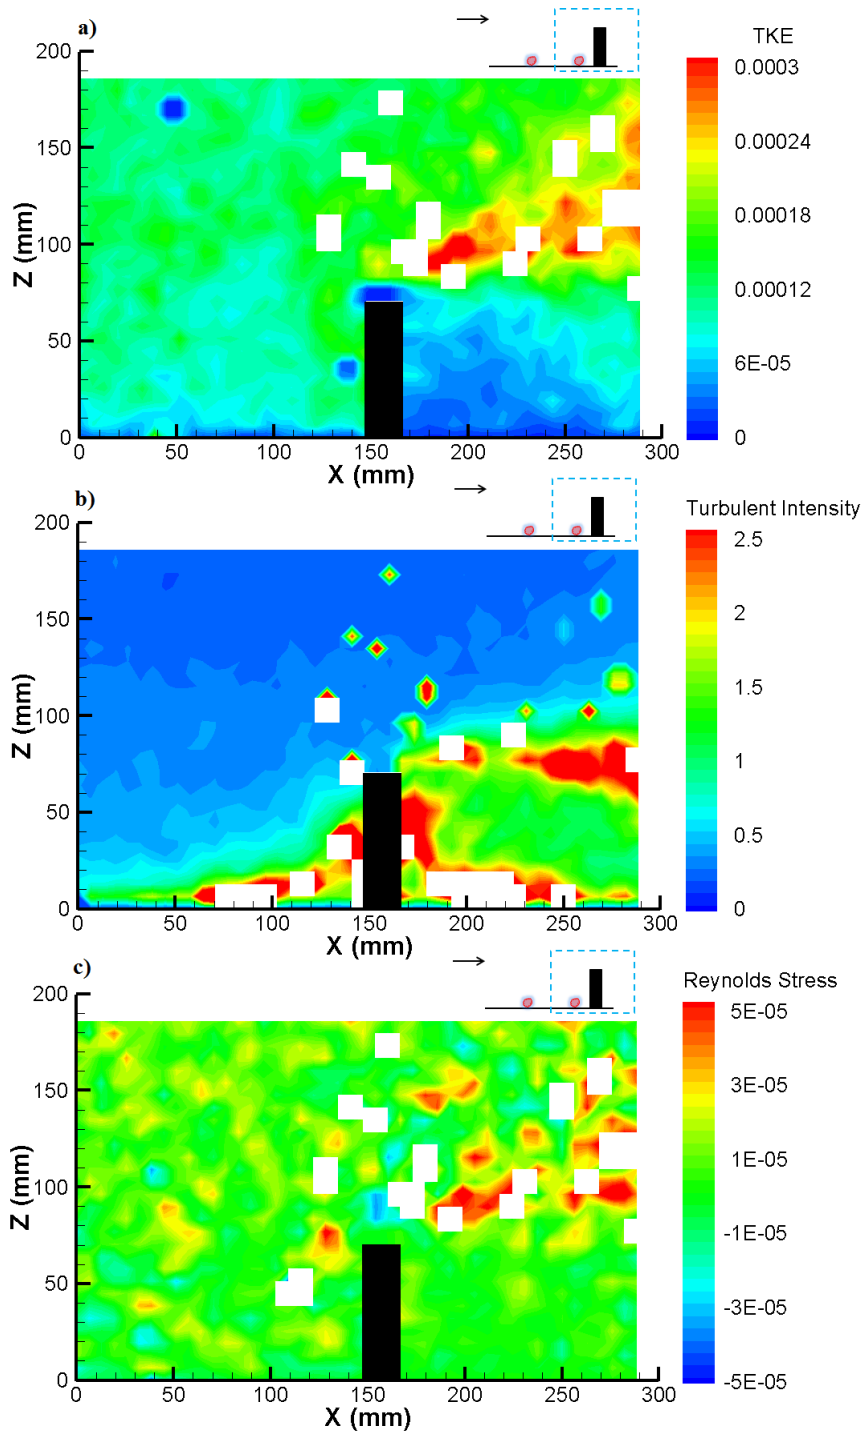 a)
TKE
200
150
100
50
0
Z (mm)
0 50 100 150 200 250 300
X (mm)
0.0003
0.00024
0.00018
0.00012
6E-05
0
b)
Turbulent Intensity
200
150
100
50
0
Z (mm)
0 50 100 150 200 250 300
X (mm)
2.5
2
1.5
1
0.5
0
c)
Reynolds Stress
200
150
100
50
0
Z (mm)
0 50 100 150 200 250 300
X (mm)
5E-05
3E-05
1E-05
-1E-05
-3E-05
-5E-05